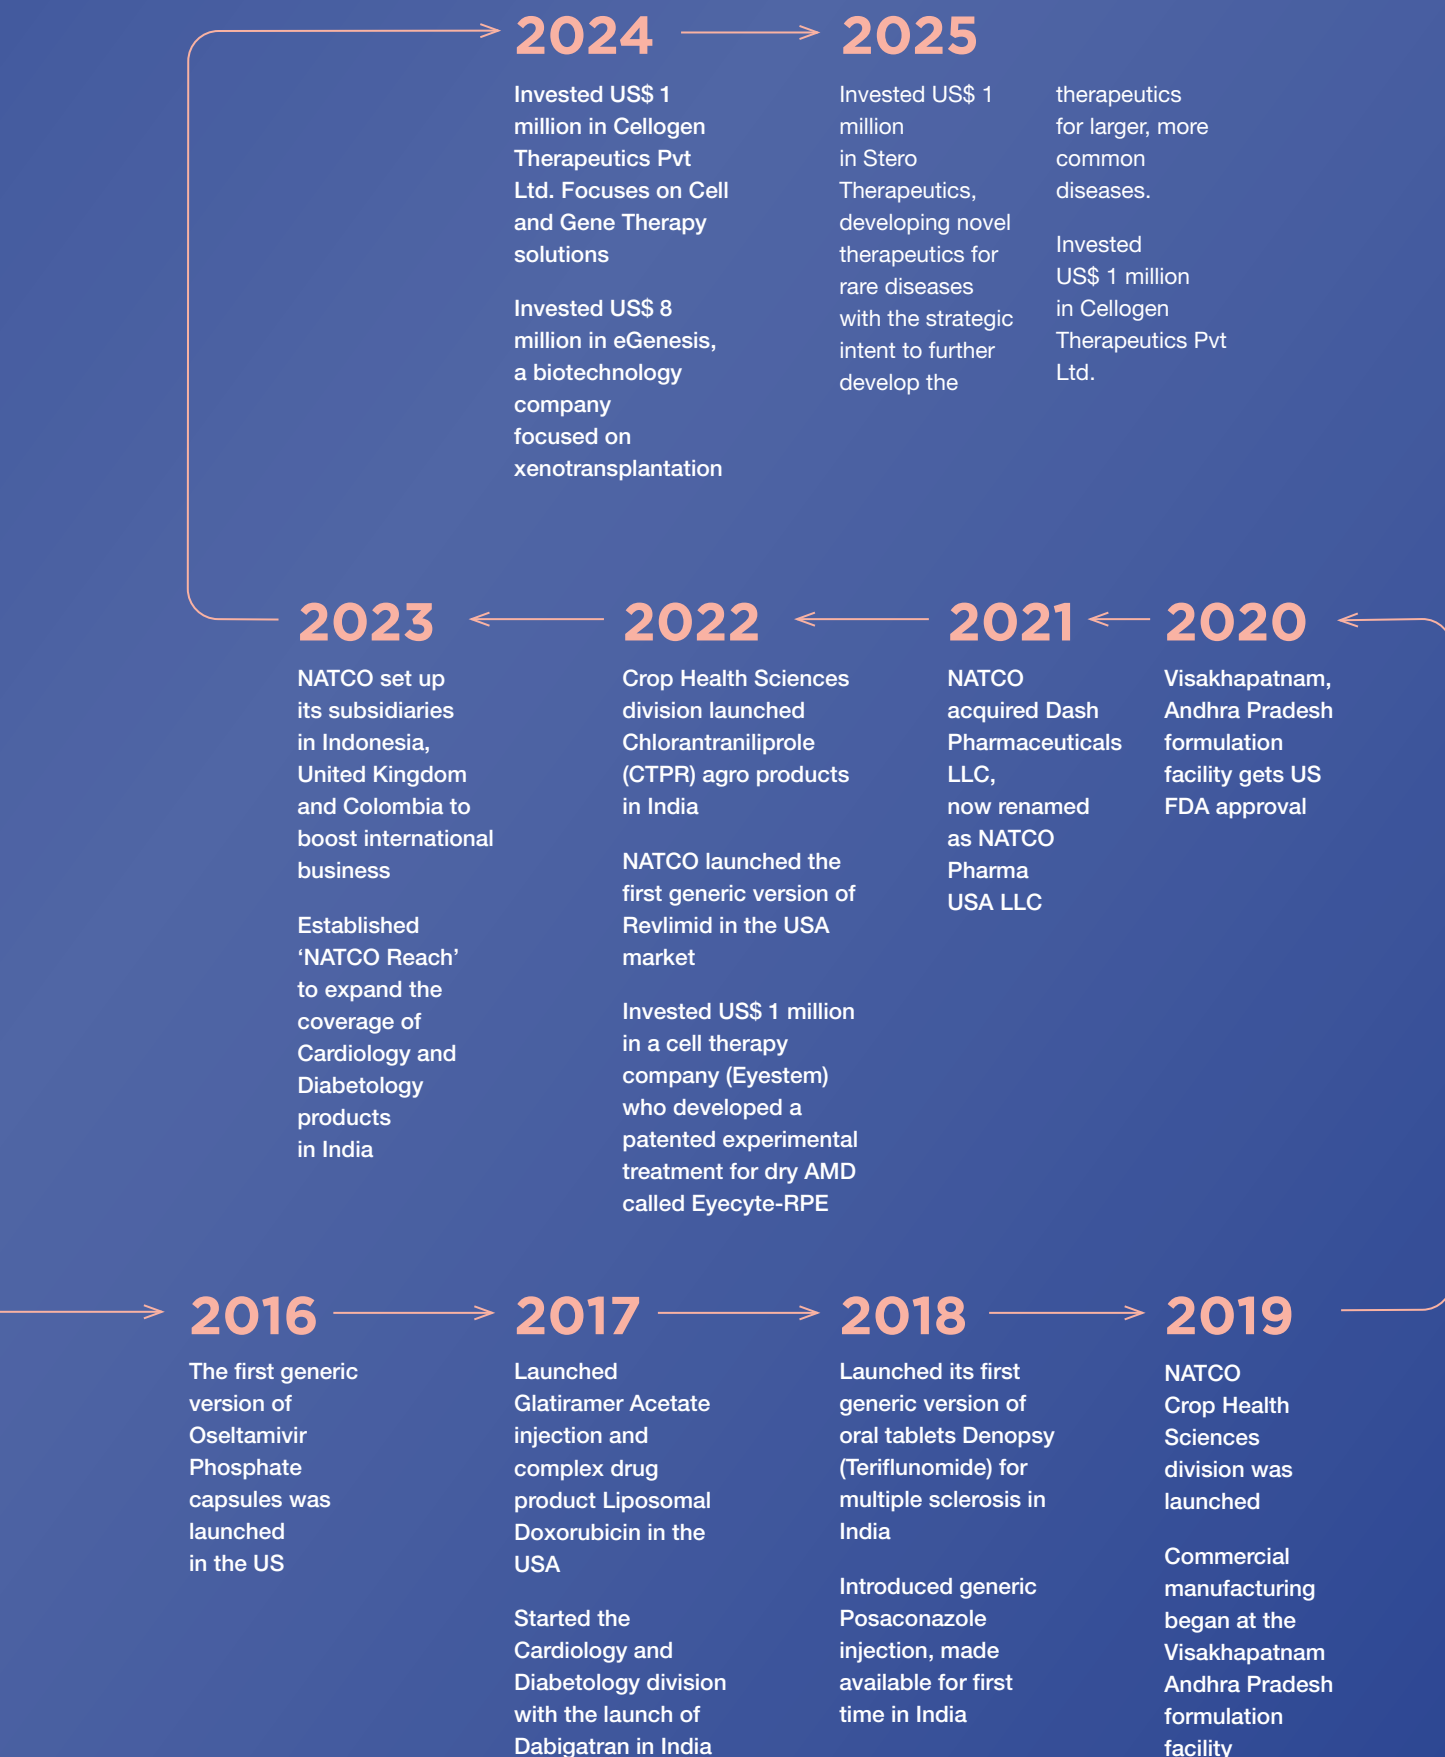 2024
Invested US$ 1
million in Cellogen
Therapeutics Pvt
Ltd. Focuses on Cell
and Gene Therapy
solutions
Invested US$ 8
million in eGenesis,
a biotechnology
company
focused on
xenotransplantation
2025
Invested US$ 1
million
in Stero
Therapeutics,
developing novel
therapeutics for
rare diseases
with the strategic
intent to further
develop the
therapeutics
for larger, more
common
diseases.
Invested
US$ 1 million
in Cellogen
Therapeutics Pvt
Ltd.
2023
NATCO set up
its subsidiaries
in Indonesia,
United Kingdom
and Colombia to
boost international
business
Established
‘NATCO Reach’
to expand the
coverage of
Cardiology and
Diabetology
products
in India
2022
Crop Health Sciences
division launched
Chlorantraniliprole
(CTPR) agro products
in India
NATCO launched the
first generic version of
Revlimid in the USA
market
Invested US$ 1 million
in a cell therapy
company (Eyestem)
who developed a
patented experimental
treatment for dry AMD
called Eyecyte-RPE
2021
NATCO
acquired Dash
Pharmaceuticals
LLC,
now renamed
as NATCO
Pharma
USA LLC
2020
Visakhapatnam,
Andhra Pradesh
formulation
facility gets US
FDA approval
2016
The first generic
version of
Oseltamivir
Phosphate
capsules was
launched
in the US
2017
Launched
Glatiramer Acetate
injection and
complex drug
product Liposomal
Doxorubicin in the
USA
Started the
Cardiology and
Diabetology division
with the launch of
Dabigatran in India
2018
Launched its first
generic version of
oral tablets Denopsy
(Teriflunomide) for
multiple sclerosis in
India
Introduced generic
Posaconazole
injection, made
available for first
time in India
2019
NATCO
Crop Health
Sciences
division was
launched
Commercial
manufacturing
began at the
Visakhapatnam
Andhra Pradesh
formulation
facility